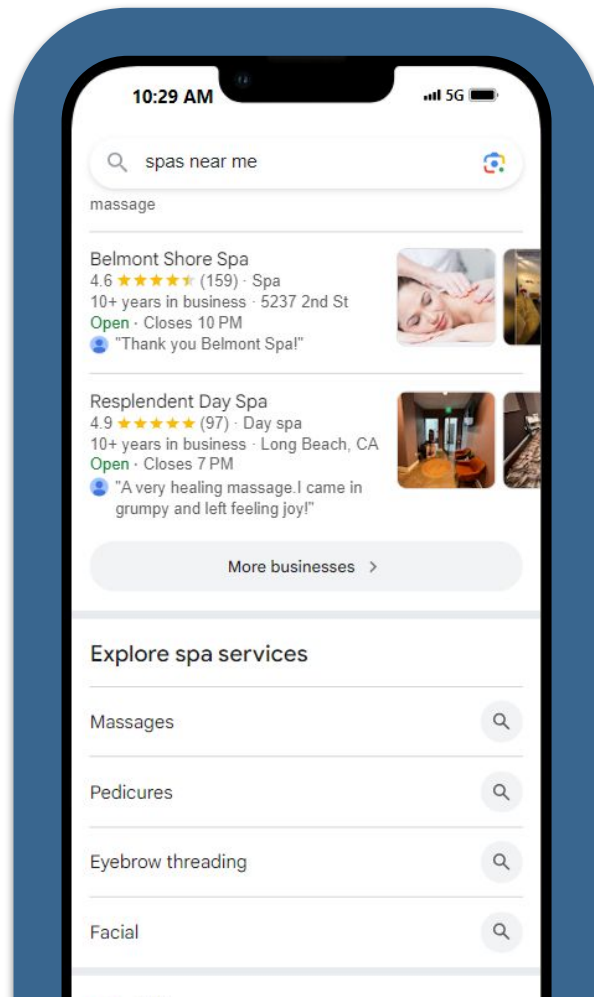 10:29 AM
5G
spas near me
massage
Belmont Shore Spa
4.6 ★★★★★ (159) · Spa
10+ years in business · 5237 2nd St
Open · Closes 10 PM
"Thank you Belmont Spa!"
Resplendent Day Spa
4.9 ★★★★★ (97) · Day spa
10+ years in business · Long Beach, CA
Open · Closes 7 PM
"A very healing massage.I came in
grumpy and left feeling joy!"
More businesses >
Explore spa services
Massages
Pedicures
Eyebrow threading
Facial